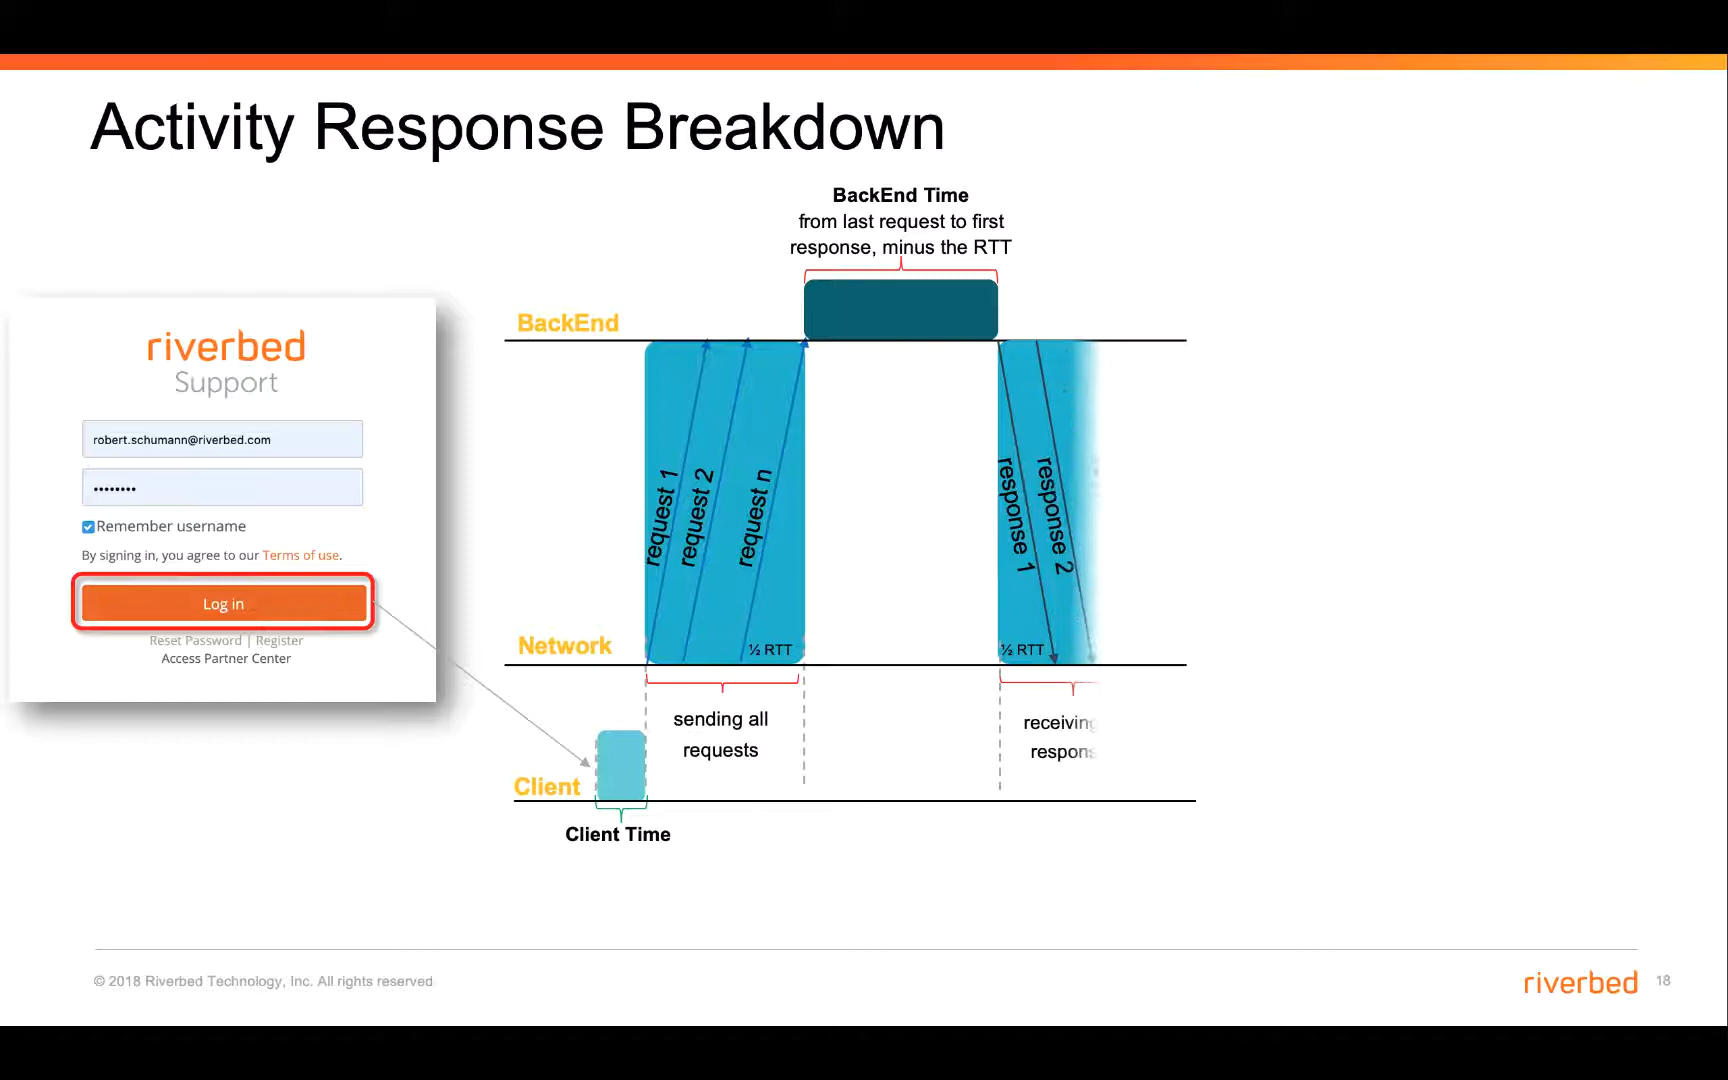 Activity Response Breakdown
BackEnd Time
from last request to first
response, minus the RTT
BackEnd
riverbed
Support
robert.schumann@riverbed.com
••••••••
Remember username
By signing in, you agree to our Terms of use.
Log in
Reset Password | Register
Access Partner Center
request 1
request 2
request n
response 1
response 2
Network
½ RTT
½ RTT
sending all
requests
receiving
respons
Client
Client Time
© 2018 Riverbed Technology, Inc. All rights reserved
riverbed
18